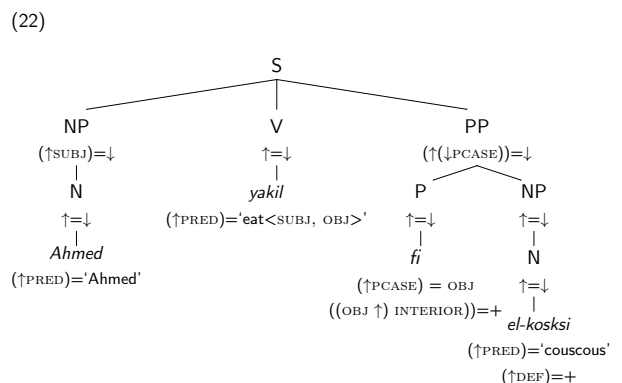 (22)
S
NP V PP
(↑SUBJ)=↓ ↑=↓ (↑(↓PCASE))=↓
N yakil P NP
↑=↓ (↑PRED)='eat<SUBJ, OBJ>' ↑=↓ ↑=↓
Ahmed fi N
(↑PRED)='Ahmed' (↑PCASE) = OBJ ↑=↓
((OBJ ↑) INTERIOR))=+ el-kosksi
(↑PRED)='couscous'
(↑DEF)=+